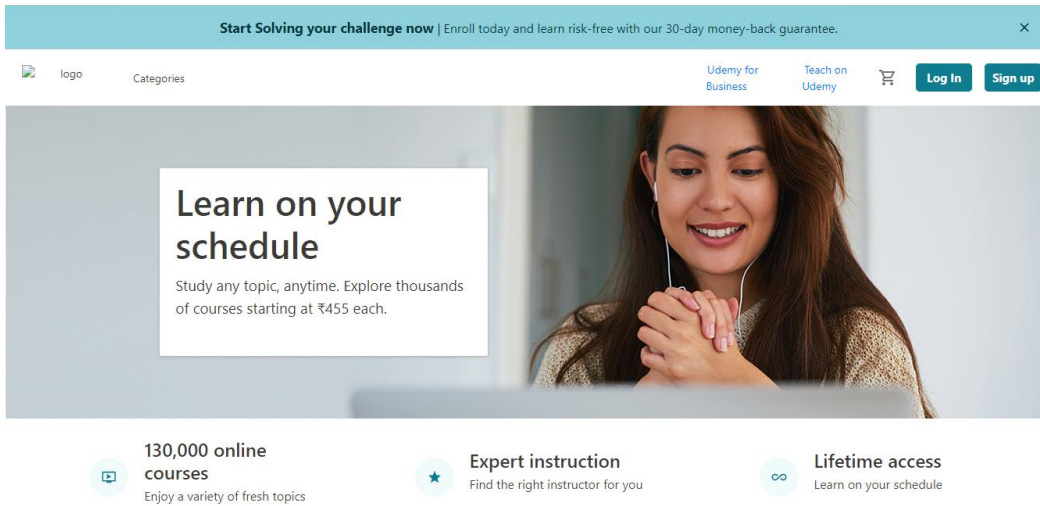 Start Solving your challenge now | Enroll today and learn risk-free with our 30-day money-back guarantee.
logo
Categories
Udemy for
Business
Teach on
Udemy
Log In
Sign up
Learn on your
schedule
Study any topic, anytime. Explore thousands
of courses starting at ₹455 each.
130,000 online
courses
Enjoy a variety of fresh topics
Expert instruction
Find the right instructor for you
Lifetime access
Learn on your schedule